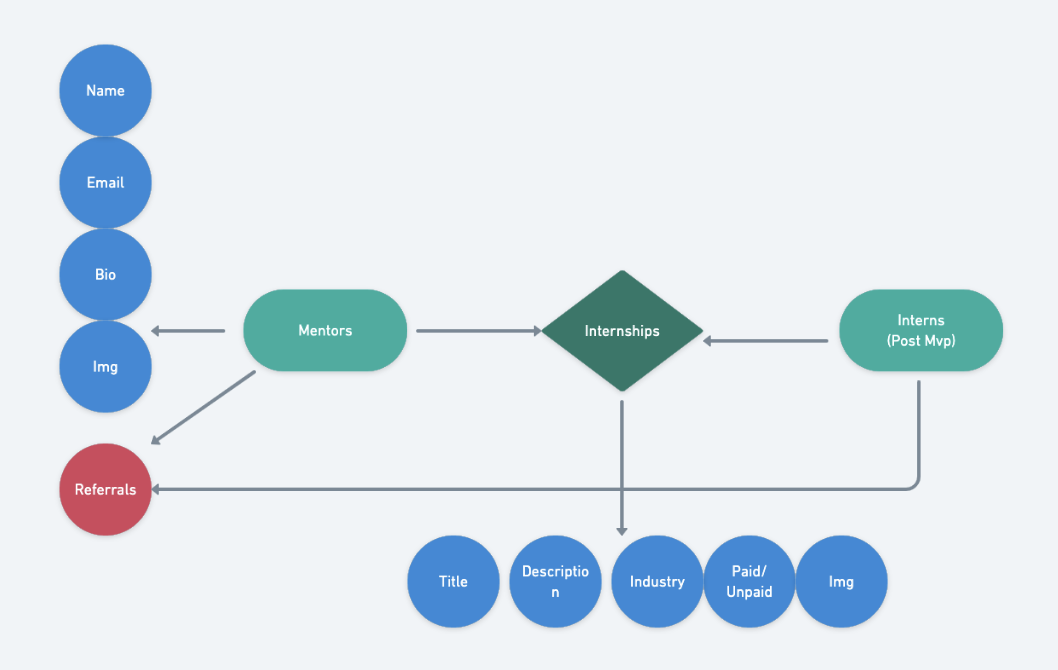 Name
Email
Bio
Img
Mentors
Internships
Interns
(Post Mvp)
Referrals
Title
Descriptio
n
Industry
Paid/
Unpaid
Img